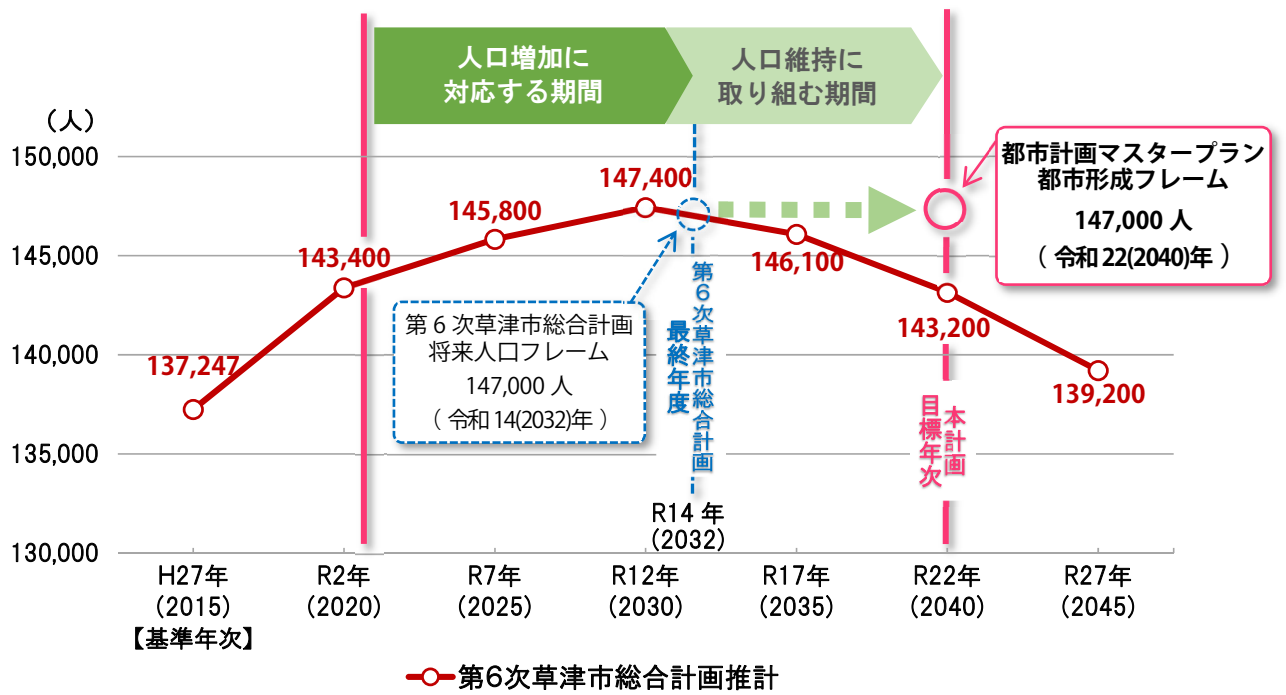 人口増加に
対応する期間
人口維持に
取り組む期間
（人）
150,000
145,000
140,000
135,000
130,000
137,247
143,400
145,800
147,400
146,100
143,200
139,200
都市計画マスタープラン
都市形成フレーム
147,000 人
（ 令和 22(2040)年 ）
第 6 次草津市総合計画
将来人口フレーム
147,000 人
（ 令和 14(2032)年 ）
第６次草津市総合計画
最終年度
本計画
目標年次
R14 年
(2032)
H27年
(2015)
【基準年次】
R2年
(2020)
R7年
(2025)
R12年
(2030)
R17年
(2035)
R22年
(2040)
R27年
(2045)
第6次草津市総合計画推計